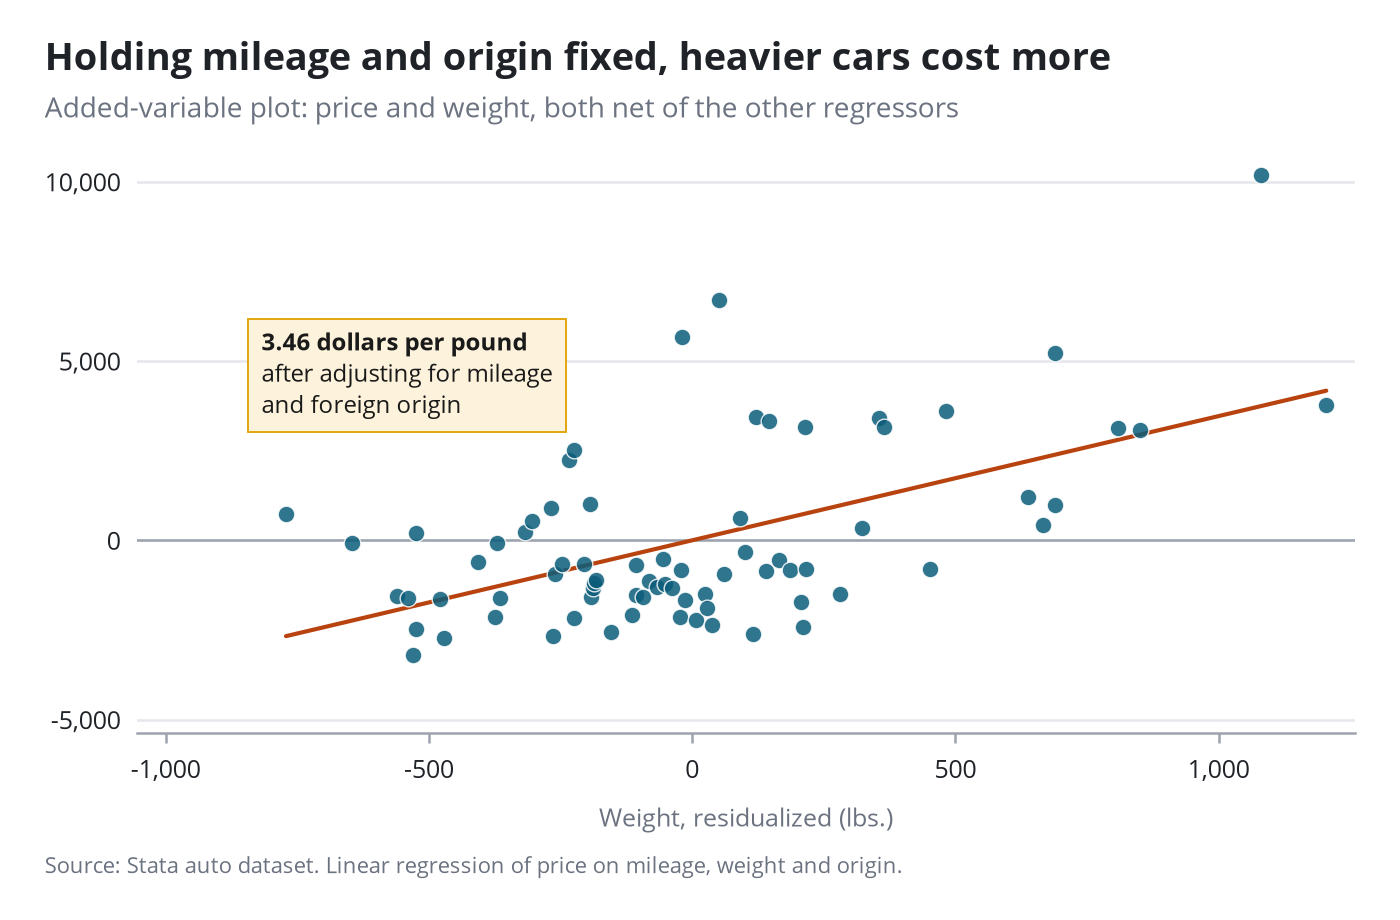 Holding mileage and origin fixed, heavier cars cost more
Added-variable plot: price and weight, both net of the other regressors
10,000
5,000
0
-5,000
3.46 dollars per pound
after adjusting for mileage
and foreign origin
-1,000
-500
0
500
1,000
Weight, residualized (lbs.)
Source: Stata auto dataset. Linear regression of price on mileage, weight and origin.